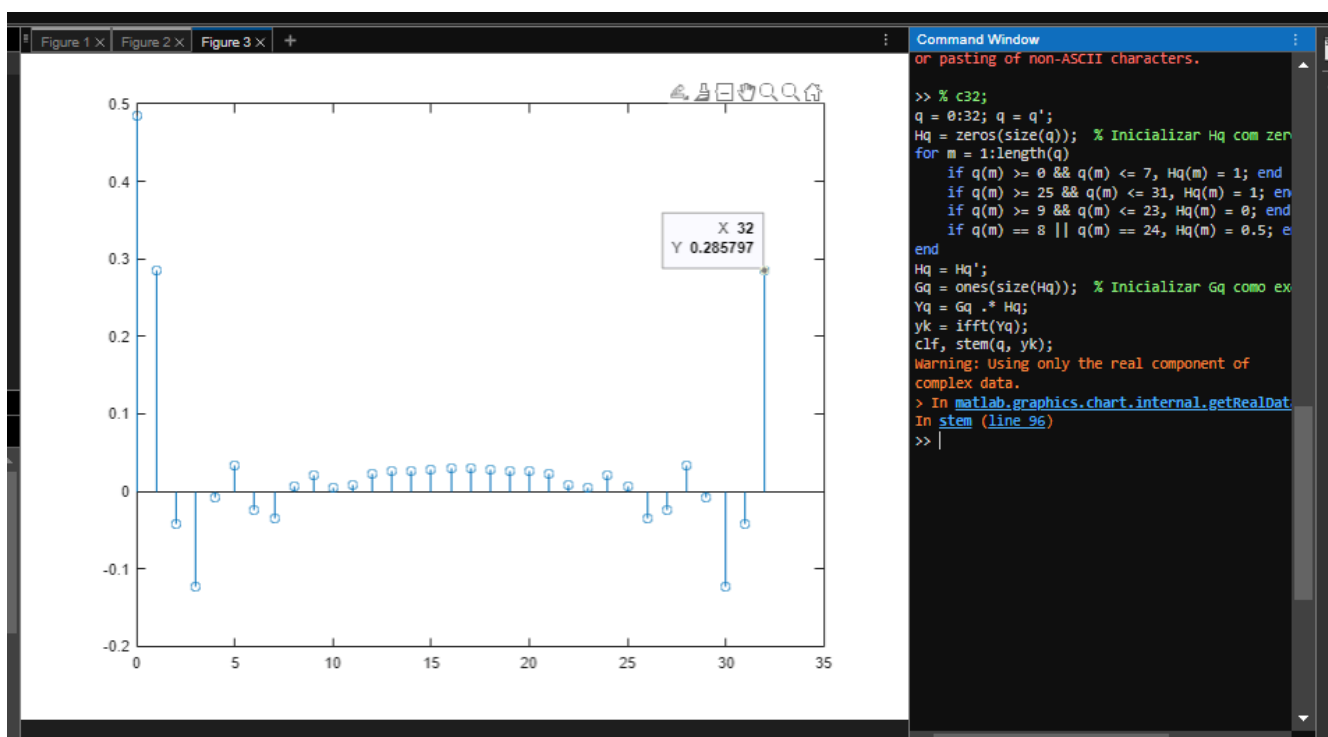 Figure 1 × Figure 2 × Figure 3 × +
0.5
0.4
0.3
0.2
0.1
0
-0.1
-0.2
0 5 10 15 20 25 30 35
X 32
Y 0.285797
Command Window
or pasting of non-ASCII characters.
>> % c32;
q = 0:32; q = q';
Hq = zeros(size(q));  % Inicializar Hq com zer
for m = 1:length(q)
    if q(m) >= 0 && q(m) <= 7, Hq(m) = 1; end
    if q(m) >= 25 && q(m) <= 31, Hq(m) = 1; en
    if q(m) >= 9 && q(m) <= 23, Hq(m) = 0; end
    if q(m) == 8 || q(m) == 24, Hq(m) = 0.5; e
end
Hq = Hq';
Gq = ones(size(Hq));  % Inicializar Gq como ex
Yq = Gq .* Hq;
yk = ifft(Yq);
clf, stem(q, yk);
Warning: Using only the real component of
complex data.
> In matlab.graphics.chart.internal.getRealDat
In stem (line 96)
>>